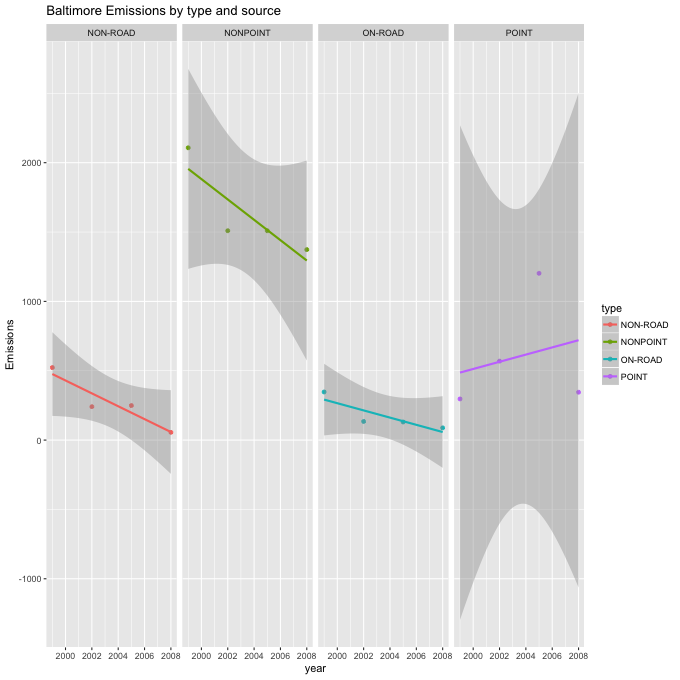 Baltimore Emissions by type and source
NON-ROAD NONPOINT ON-ROAD POINT
2000
1000
0
-1000
Emissions
2000 2002 2004 2006 2008 2000 2002 2004 2006 2008 2000 2002 2004 2006 2008 2000 2002 2004 2006 2008
year
type
NON-ROAD
NONPOINT
ON-ROAD
POINT